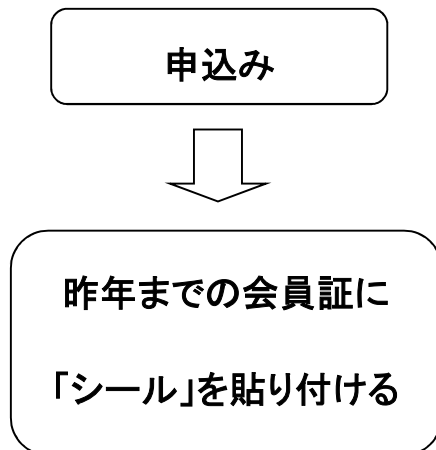 申込み
昨年までの会員証に
「シール」を貼り付ける